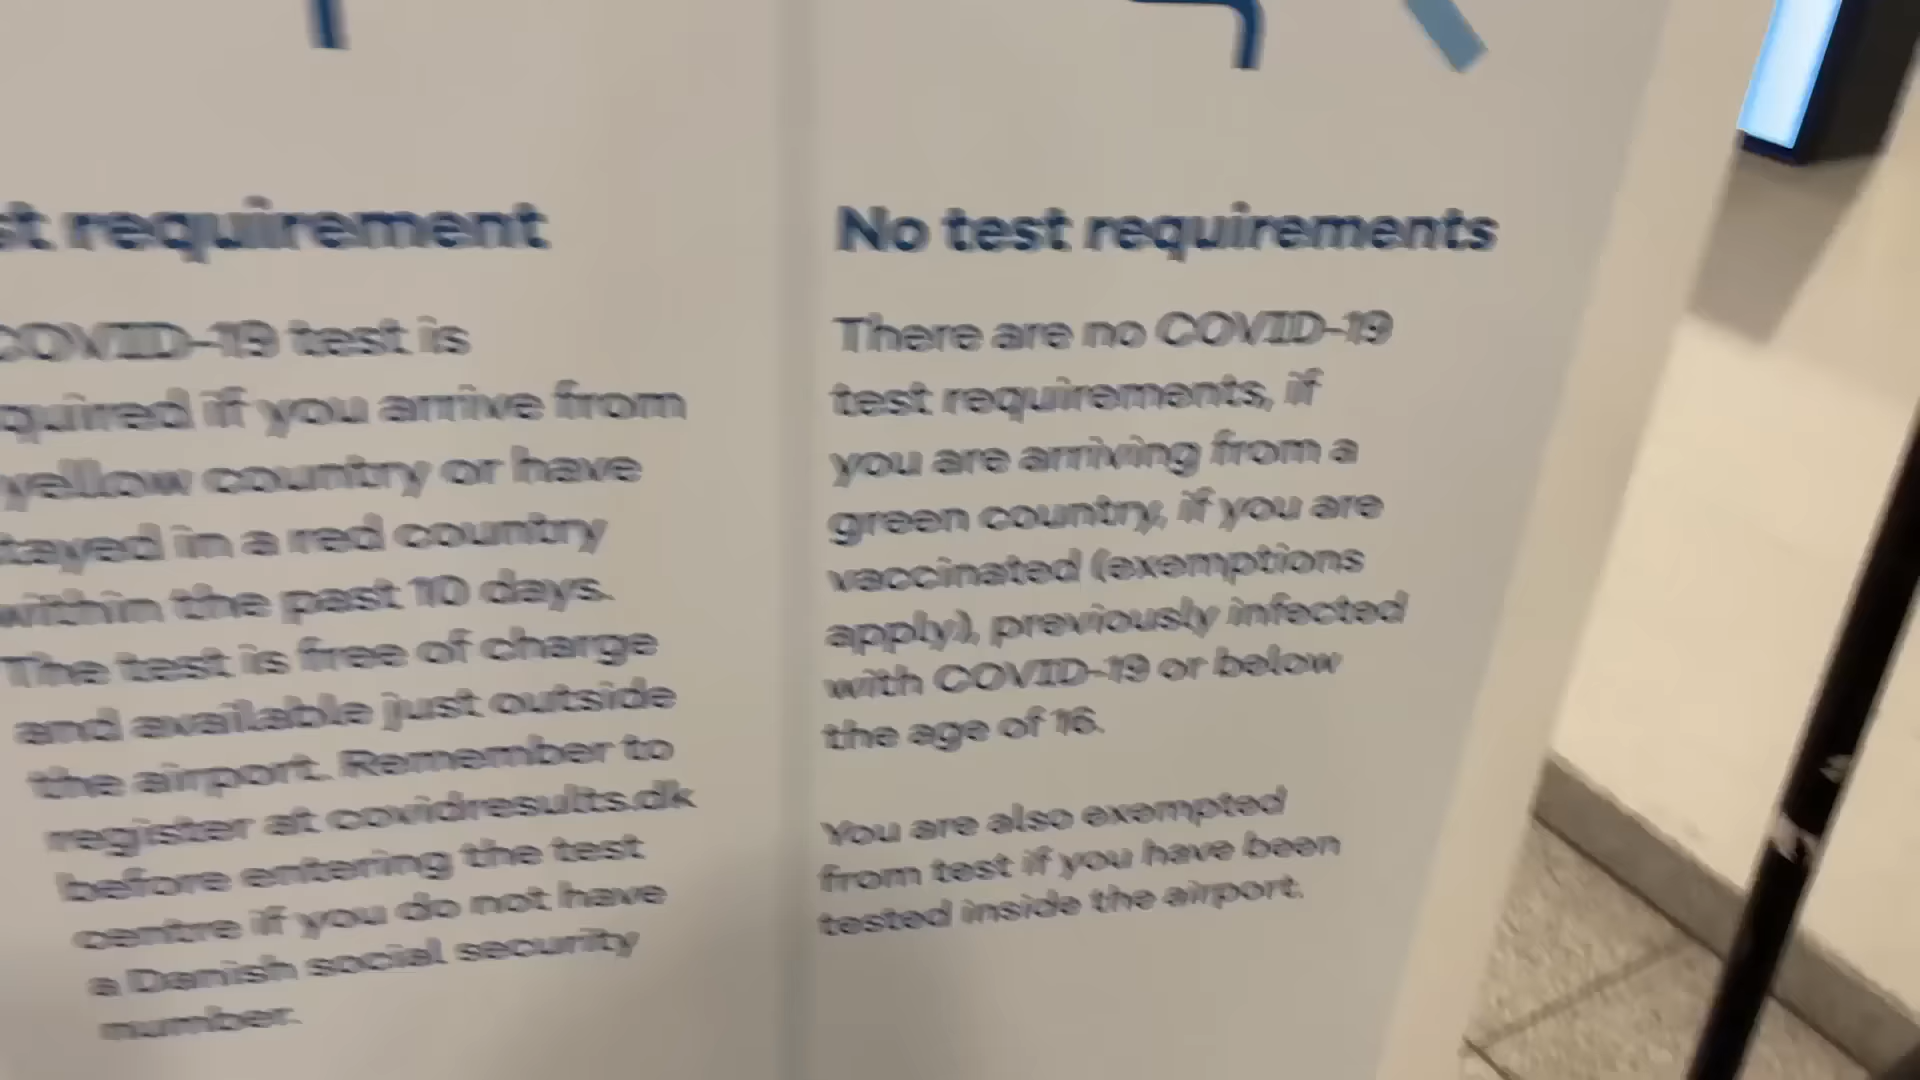 st requirement
COVID-19 test is
quired if you arrive from
yellow country or have
tayed in a red country
within the past 10 days.
The test is free of charge
and available just outside
the airport. Remember to
register at covidresults.dk
before entering the test
centre if you do not have
a Danish social security
number.
No test requirements
There are no COVID-19
test requirements, if
you are arriving from a
green country, if you are
vaccinated (exemptions
apply), previously infected
with COVID-19 or below
the age of 16.
You are also exempted
from test if you have been
tested inside the airport.